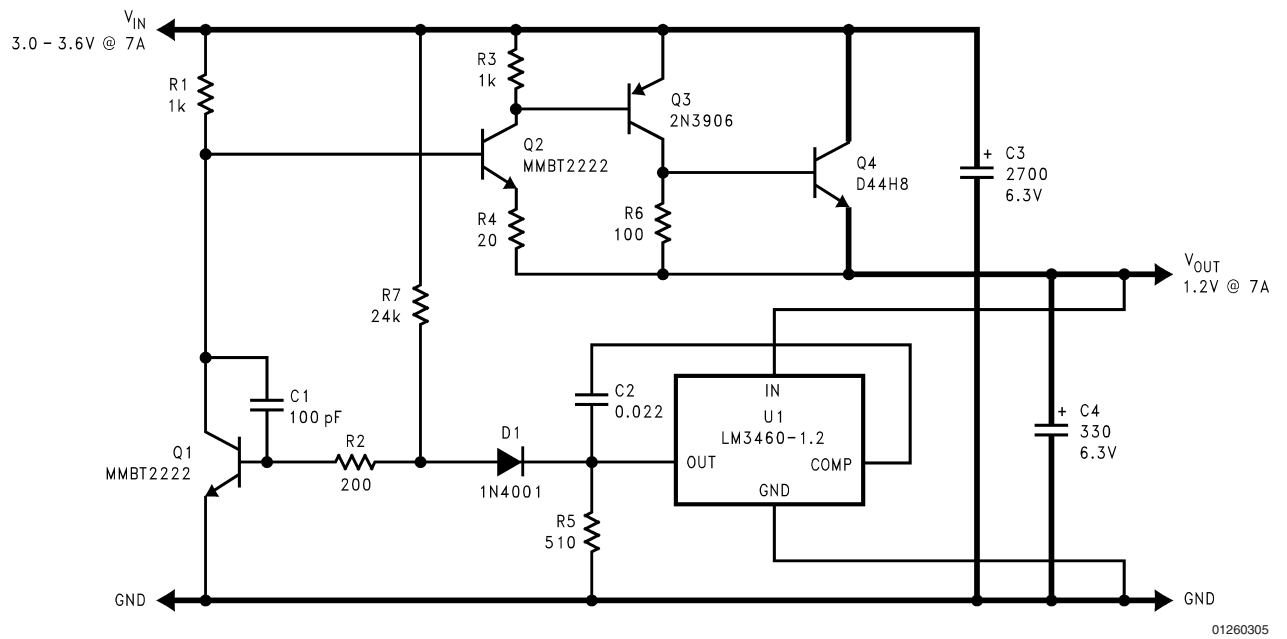 VIN
3.0 – 3.6V @ 7A
R1
1k
R3
1k
Q3
2N3906
Q2
MMBT2222
Q4
D44H8
+ C3
2700
6.3V
R4
20
R6
100
VOUT
1.2V @ 7A
R7
24k
C1
100 pF
C2
0.022
IN
U1
LM3460-1.2
OUT
COMP
GND
+ C4
330
6.3V
Q1
MMBT2222
R2
200
D1
1N4001
R5
510
GND
GND
01260305